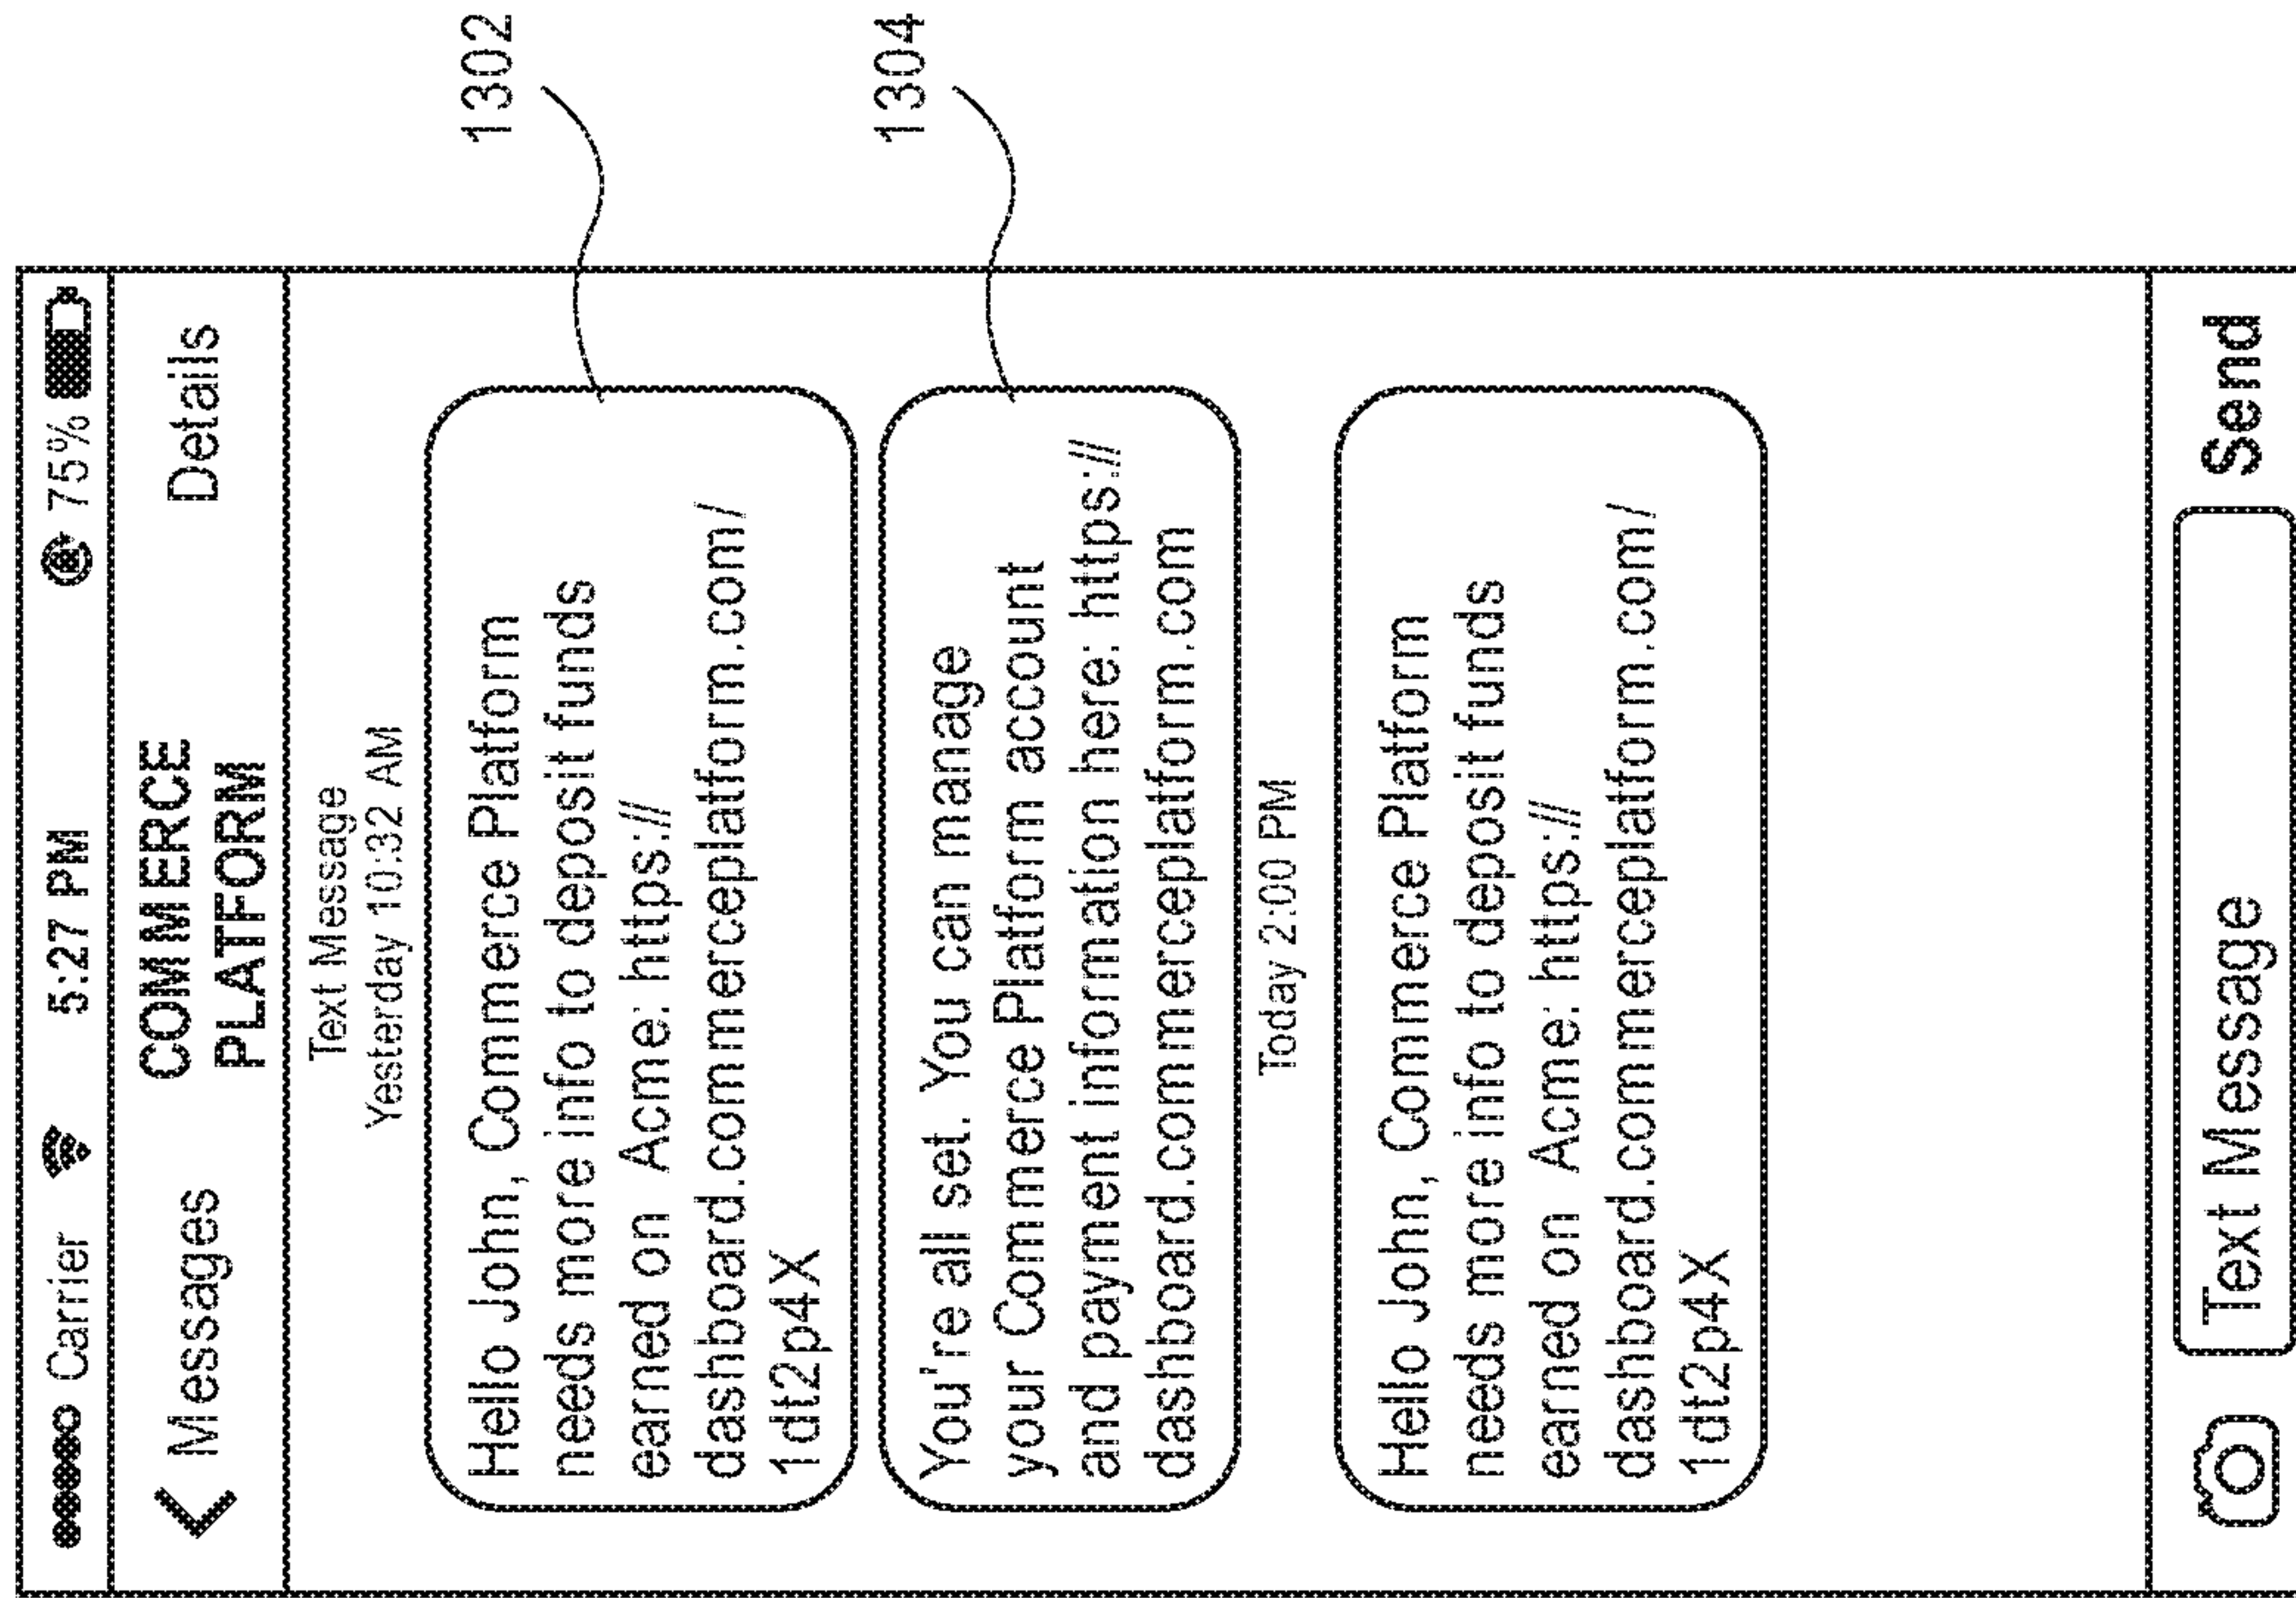 Carrier 5:27 PM @ 75%
Messages COMMERCE Details
PLATFORM
Text Message
Yesterday 10:32 AM
Hello John, Commerce Platform
needs more info to deposit funds
earned on Acme: https://
dashboard.commerceplatform.com/
1dt2p4X
1302
You're all set. You can manage
your Commerce Platform account
and payment information here: https://
dashboard.commerceplatform.com
1304
Today 2:00 PM
Hello John, Commerce Platform
needs more info to deposit funds
earned on Acme: https://
dashboard.commerceplatform.com/
1dt2p4X
Text Message Send